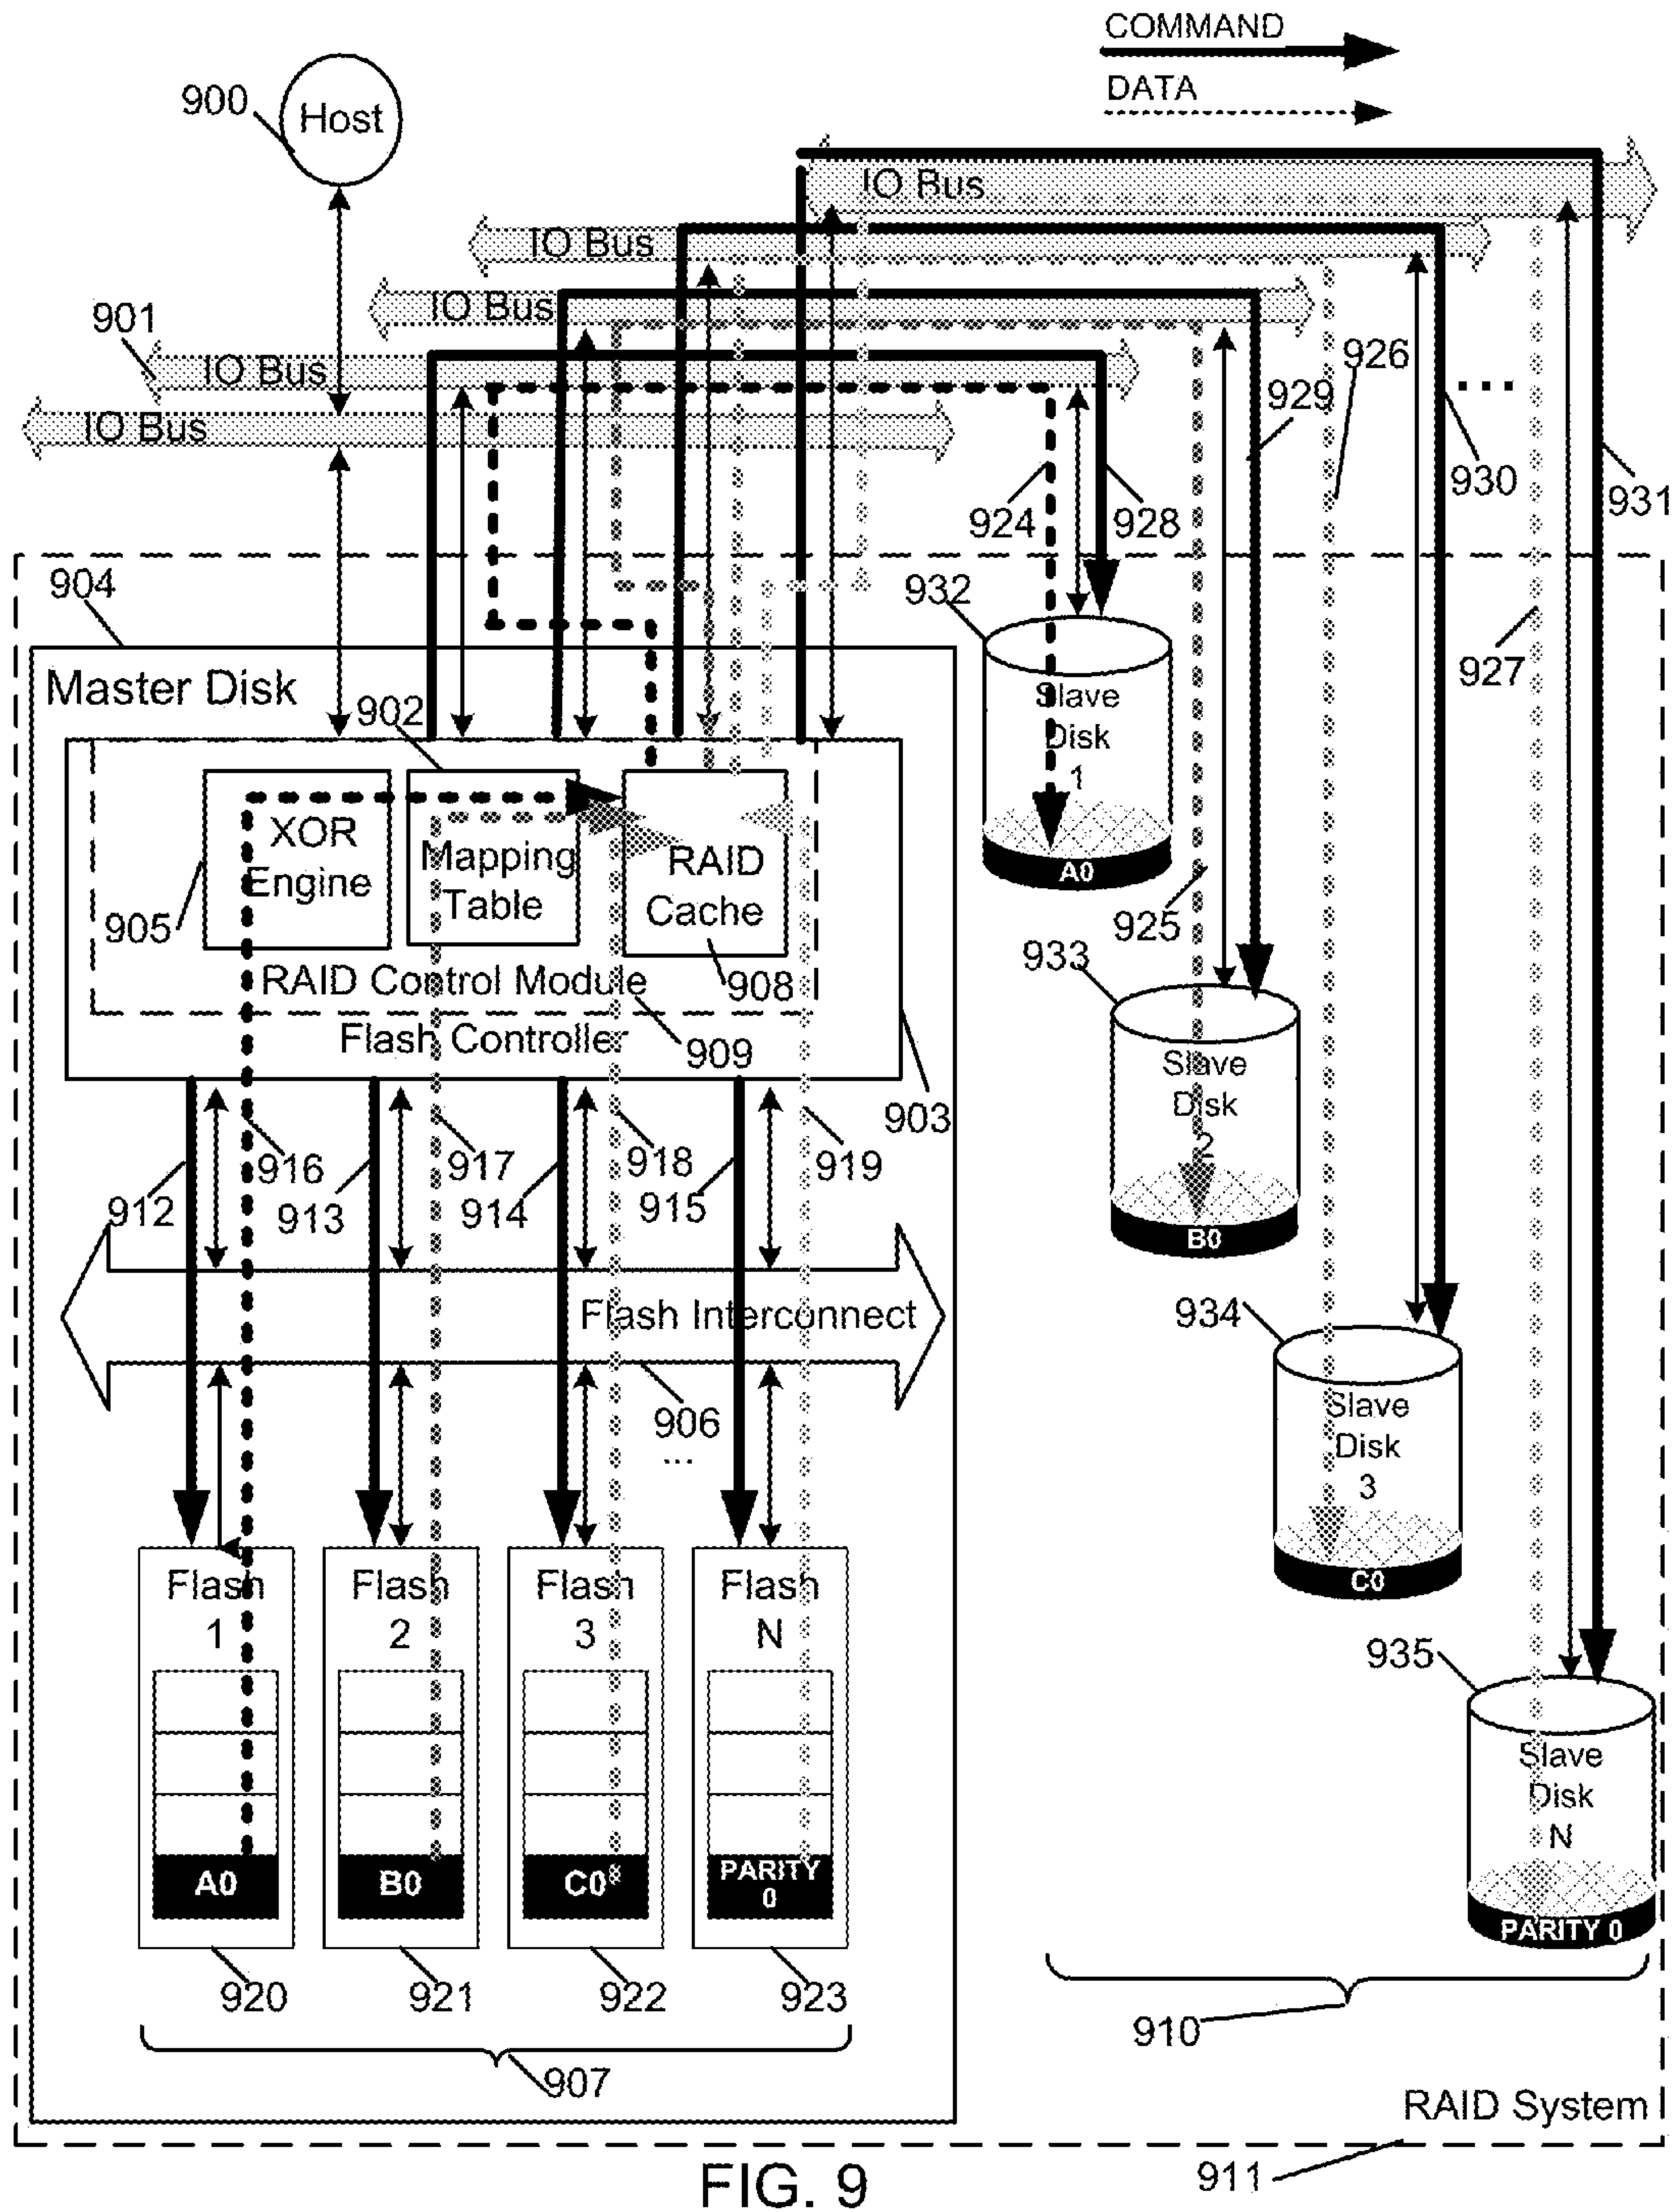 COMMAND
DATA
900
Host
IO Bus
IO Bus
IO Bus
901
IO Bus
IO Bus
926
929
...
924
928
930
931
904
932
927
Master Disk
902
Slave
Disk
1
A0
XOR
Engine
Mapping
Table
RAID
Cache
905
908
RAID Control Module
Flash Controller
909
903
925
933
Slave
Disk
2
B0
912
916
913
917
914
918
915
919
Flash Interconnect
906
...
934
Slave
Disk
3
C0
Flash
1
Flash
2
Flash
3
Flash
N
A0
B0
C0
PARITY
0
935
Slave
Disk
N
PARITY 0
920
921
922
923
907
910
RAID System
911
FIG. 9